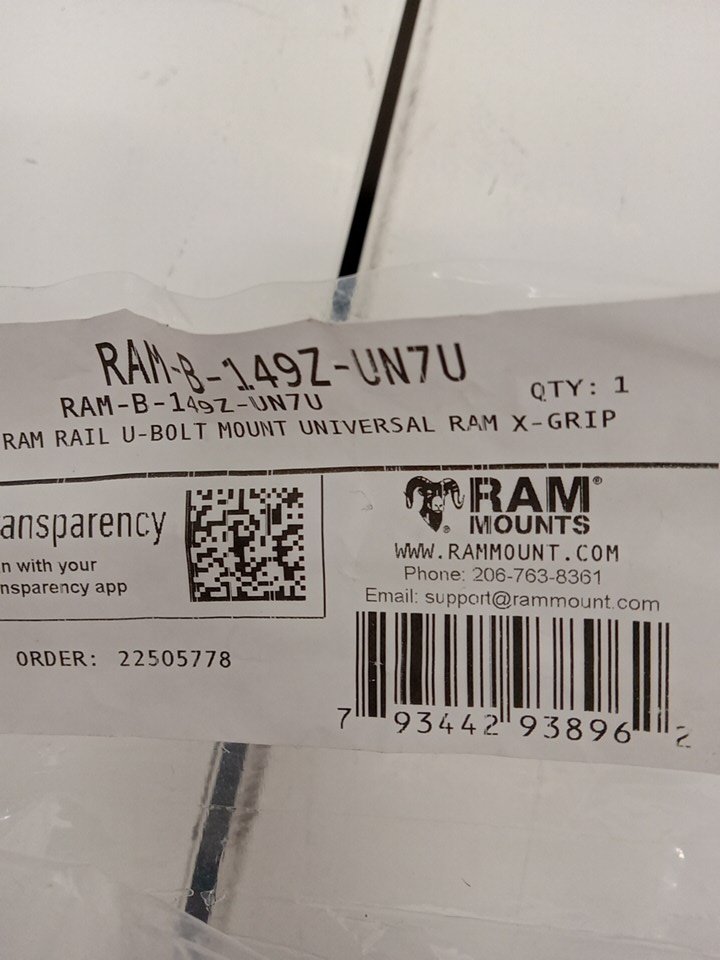 RAM-B-149Z-UN7U
RAM-B-149Z-UN7U
QTY: 1
RAM RAIL U-BOLT MOUNT UNIVERSAL RAM X-GRIP
ansparency
n with your
nsparency app
ORDER: 22505778
RAM®
MOUNTS
WWW.RAMMOUNT.COM
Phone: 206-763-8361
Email: support@rammount.com
7 93442 93896 2